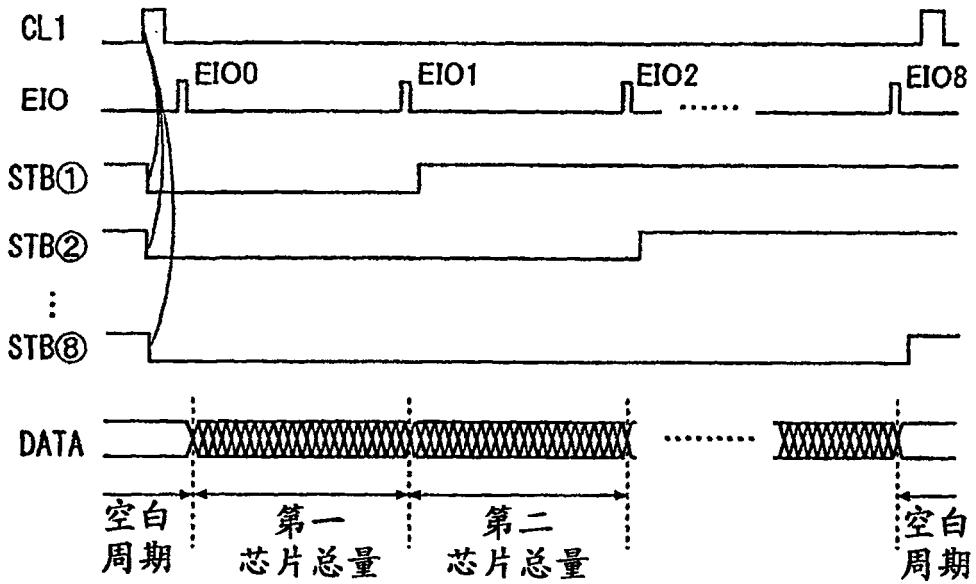 CL1
EIO
EIO0
EIO1
EIO2
......
EIO8
STB①
STB②
⋮
STB⑧
DATA
........
空白
周期
第一
芯片总量
第二
芯片总量
空白
周期